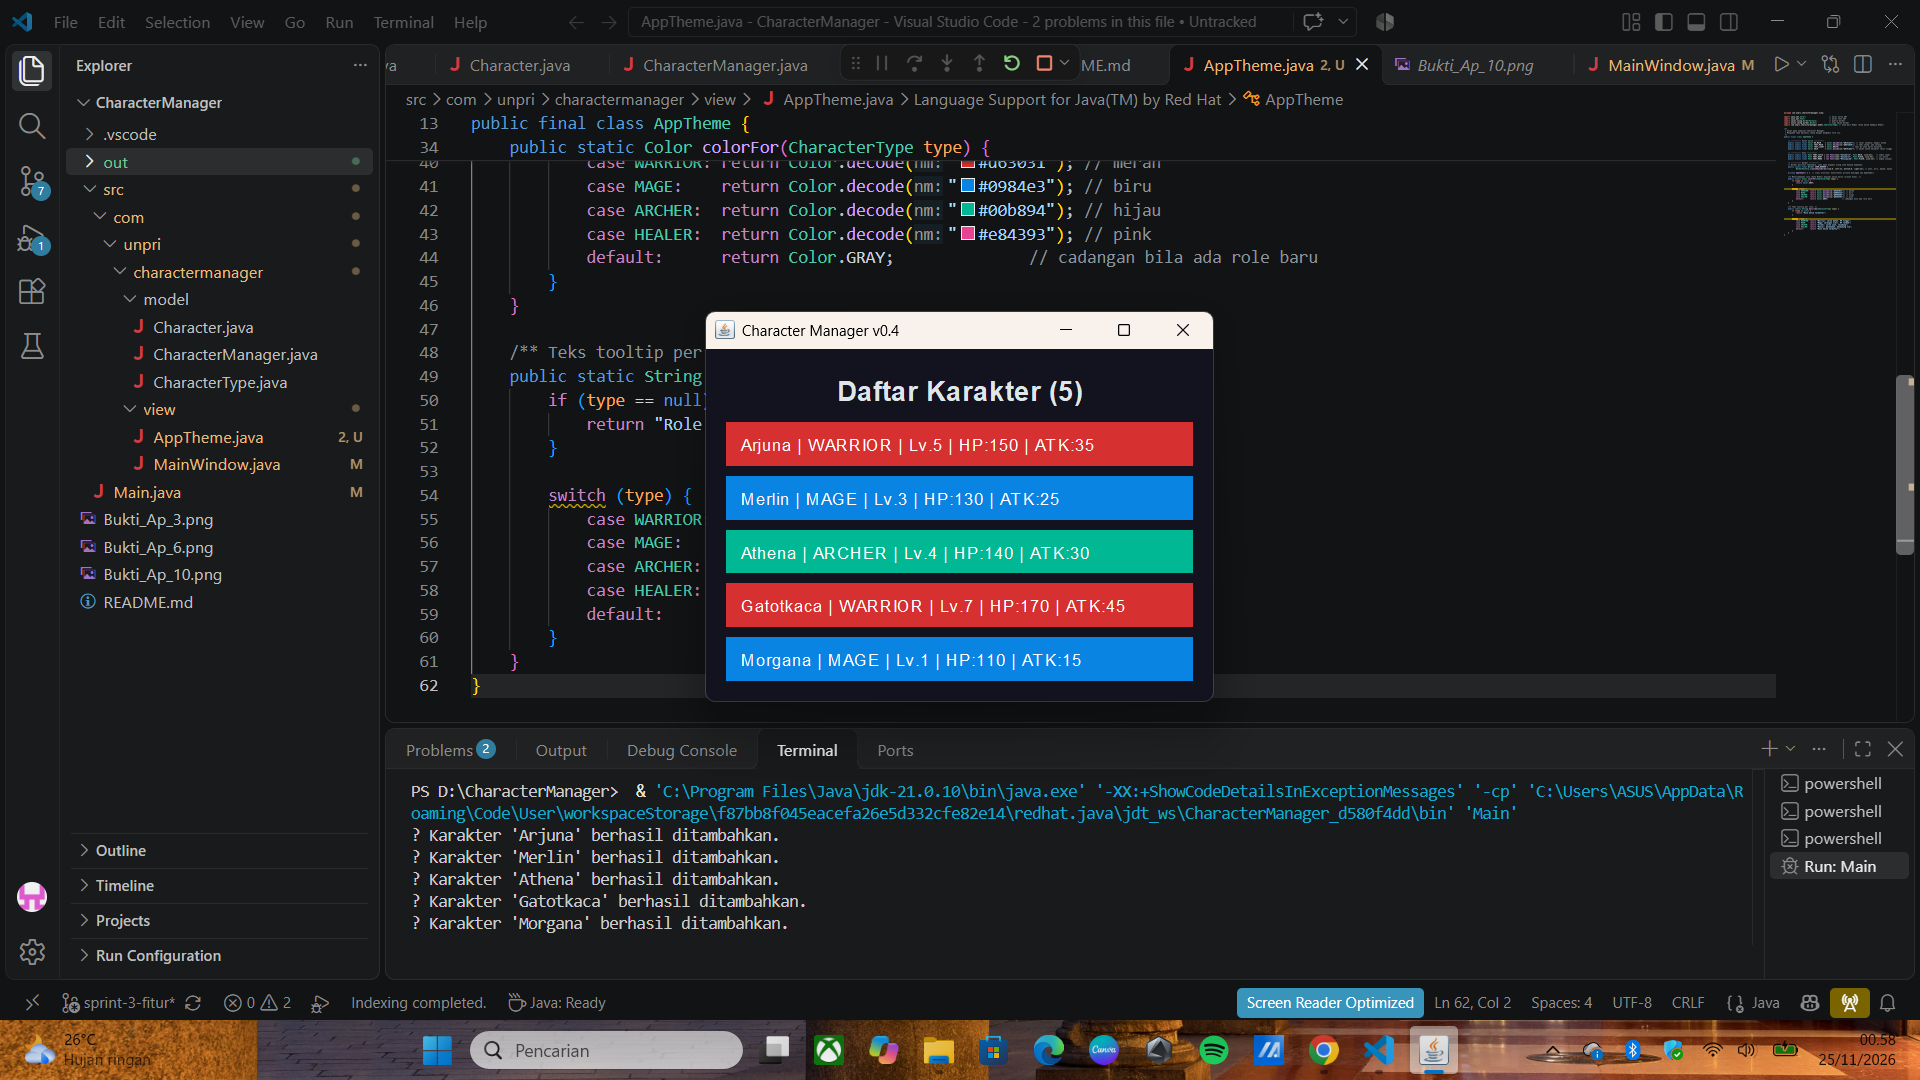 File Edit Selection View Go Run Terminal Help
AppTheme.java - CharacterManager - Visual Studio Code - 2 problems in this file • Untracked
Explorer
CharacterManager
.vscode
out
src
com
unpri
charactermanager
model
Character.java
CharacterManager.java
CharacterType.java
view
AppTheme.java 2, U
MainWindow.java M
Main.java M
Bukti_Ap_3.png
Bukti_Ap_6.png
Bukti_Ap_10.png
README.md
Outline
Timeline
Projects
Run Configuration
7
1
va
Character.java
CharacterManager.java
ME.md
AppTheme.java 2, U
Bukti_Ap_10.png
MainWindow.java M
src > com > unpri > charactermanager > view > AppTheme.java > Language Support for Java(TM) by Red Hat > AppTheme
13 public final class AppTheme {
34 public static Color colorFor(CharacterType type) {
40 case WARRIOR: return Color.decode(nm: "#d63031"); // merah
41 case MAGE: return Color.decode(nm: "#0984e3"); // biru
42 case ARCHER: return Color.decode(nm: "#00b894"); // hijau
43 case HEALER: return Color.decode(nm: "#e84393"); // pink
44 default: return Color.GRAY; // cadangan bila ada role baru
45 }
46 }
47
48 /** Teks tooltip per
49 public static String
50 if (type == null)
51 return "Role
52 }
53
54 switch (type) {
55 case WARRIOR:
56 case MAGE:
57 case ARCHER:
58 case HEALER:
59 default:
60 }
61 }
62 }
Character Manager v0.4
Daftar Karakter (5)
Arjuna | WARRIOR | Lv.5 | HP:150 | ATK:35
Merlin | MAGE | Lv.3 | HP:130 | ATK:25
Athena | ARCHER | Lv.4 | HP:140 | ATK:30
Gatotkaca | WARRIOR | Lv.7 | HP:170 | ATK:45
Morgana | MAGE | Lv.1 | HP:110 | ATK:15
Problems 2 Output Debug Console Terminal Ports
PS D:\CharacterManager> & 'C:\Program Files\Java\jdk-21.0.10\bin\java.exe' '-XX:+ShowCodeDetailsInExceptionMessages' '-cp' 'C:\Users\ASUS\AppData\R
oaming\Code\User\workspaceStorage\f87bb8f045eacefa26e5d332cfe82e14\redhat.java\jdt_ws\CharacterManager_d580f4dd\bin' 'Main'
? Karakter 'Arjuna' berhasil ditambahkan.
? Karakter 'Merlin' berhasil ditambahkan.
? Karakter 'Athena' berhasil ditambahkan.
? Karakter 'Gatotkaca' berhasil ditambahkan.
? Karakter 'Morgana' berhasil ditambahkan.
powershell
powershell
powershell
Run: Main
sprint-3-fitur* 0 2 Indexing completed. Java: Ready
Screen Reader Optimized Ln 62, Col 2 Spaces: 4 UTF-8 CRLF Java
26°C
Hujan ringan
Pencarian
Canva
00.58
25/11/2026